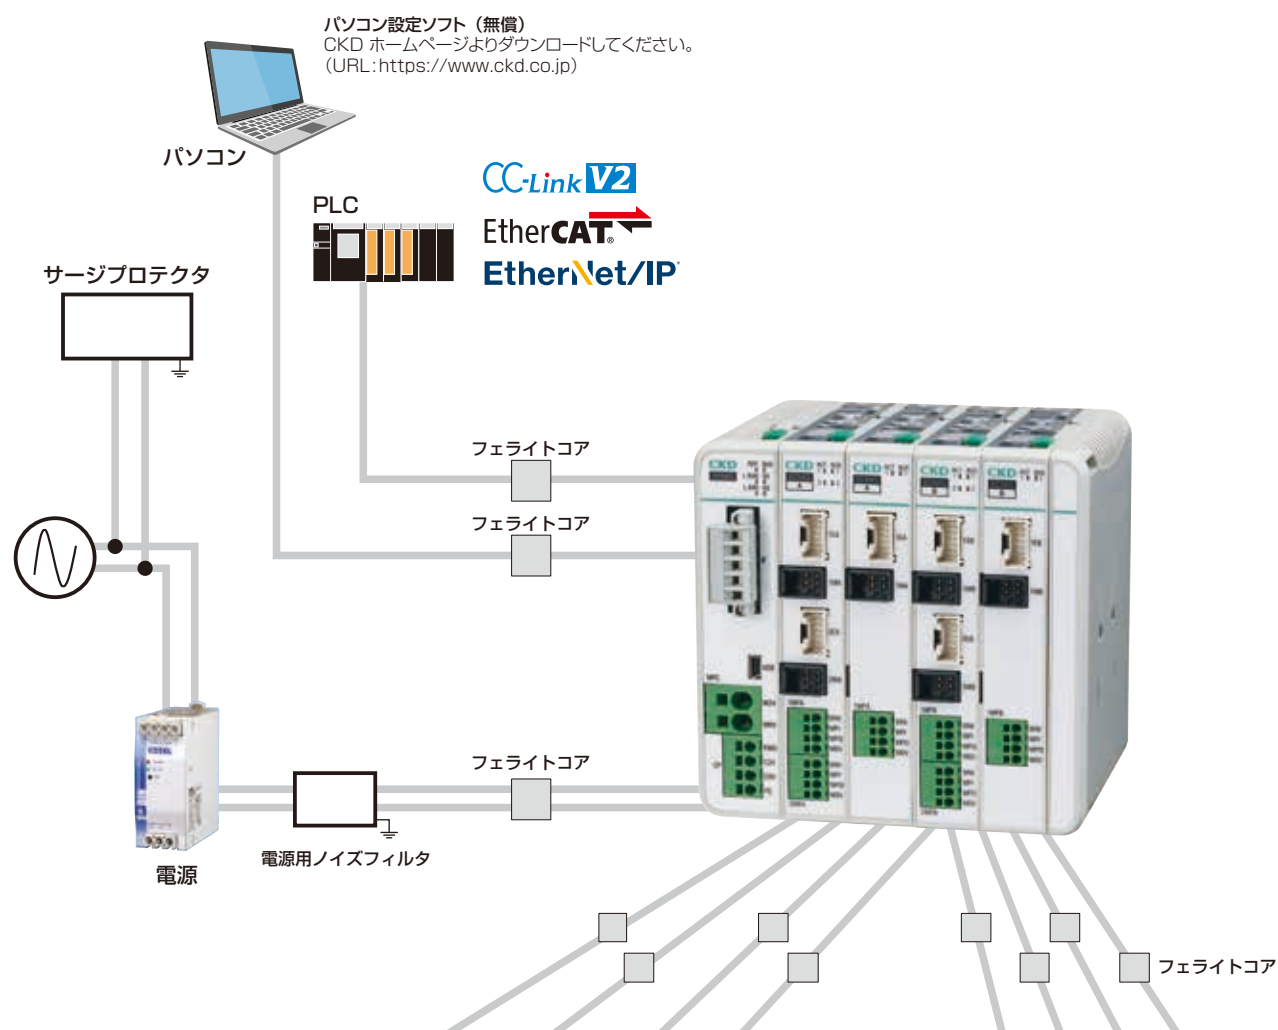 パソコン設定ソフト（無償）
CKD ホームページよりダウンロードしてください。
（URL：https://www.ckd.co.jp）
パソコン
CC-Link V2
PLC
EtherCAT®
EtherNet/IP
サージプロテクタ
フェライトコア
フェライトコア
CKD CKD CKD CKD CKD
A A B B
フェライトコア
電源用ノイズフィルタ
電源
フェライトコア